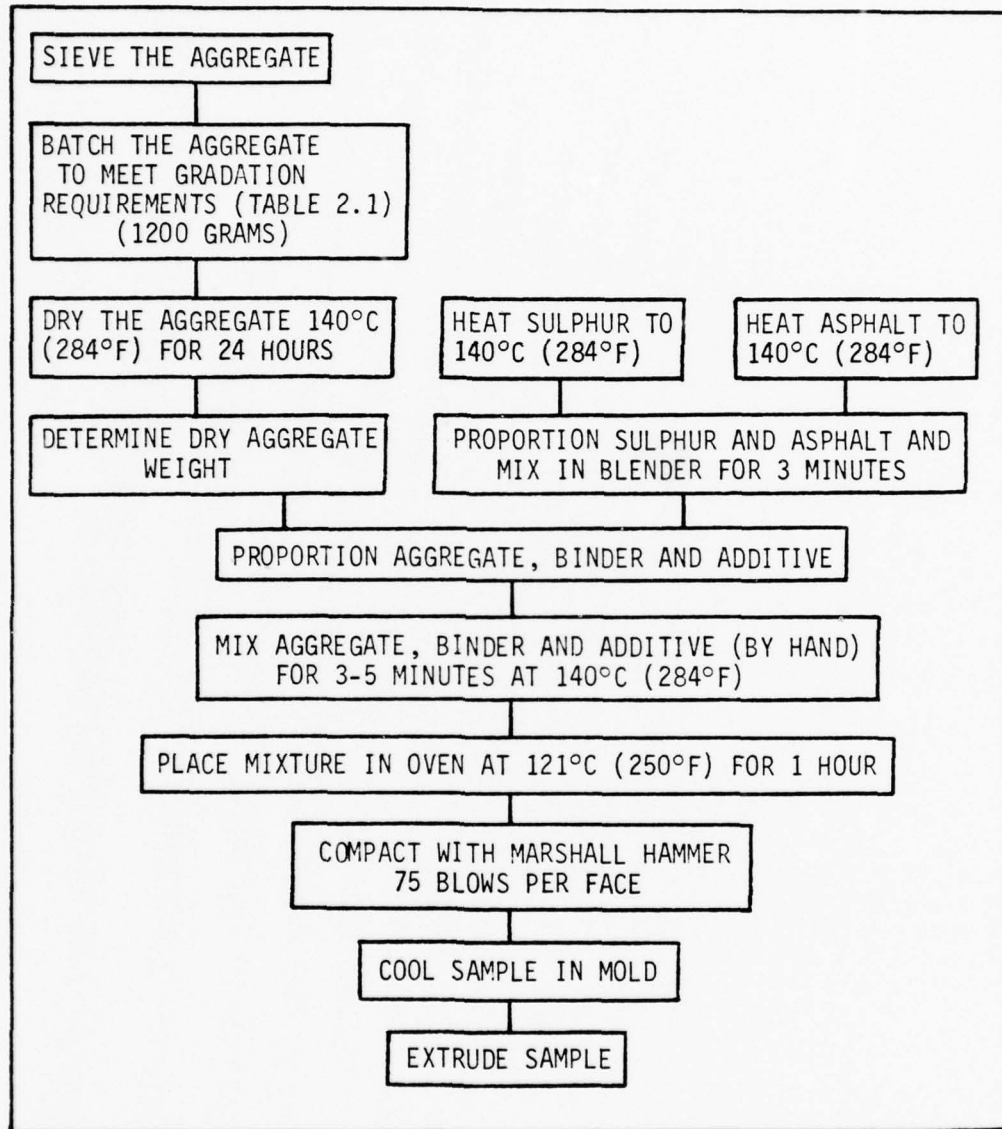 SIEVE THE AGGREGATE
BATCH THE AGGREGATE
TO MEET GRADATION
REQUIREMENTS (TABLE 2.1)
(1200 GRAMS)
DRY THE AGGREGATE 140°C
(284°F) FOR 24 HOURS
HEAT SULPHUR TO
140°C (284°F)
HEAT ASPHALT TO
140°C (284°F)
DETERMINE DRY AGGREGATE
WEIGHT
PROPORTION SULPHUR AND ASPHALT AND
MIX IN BLENDER FOR 3 MINUTES
PROPORTION AGGREGATE, BINDER AND ADDITIVE
MIX AGGREGATE, BINDER AND ADDITIVE (BY HAND)
FOR 3-5 MINUTES AT 140°C (284°F)
PLACE MIXTURE IN OVEN AT 121°C (250°F) FOR 1 HOUR
COMPACT WITH MARSHALL HAMMER
75 BLOWS PER FACE
COOL SAMPLE IN MOLD
EXTRUDE SAMPLE